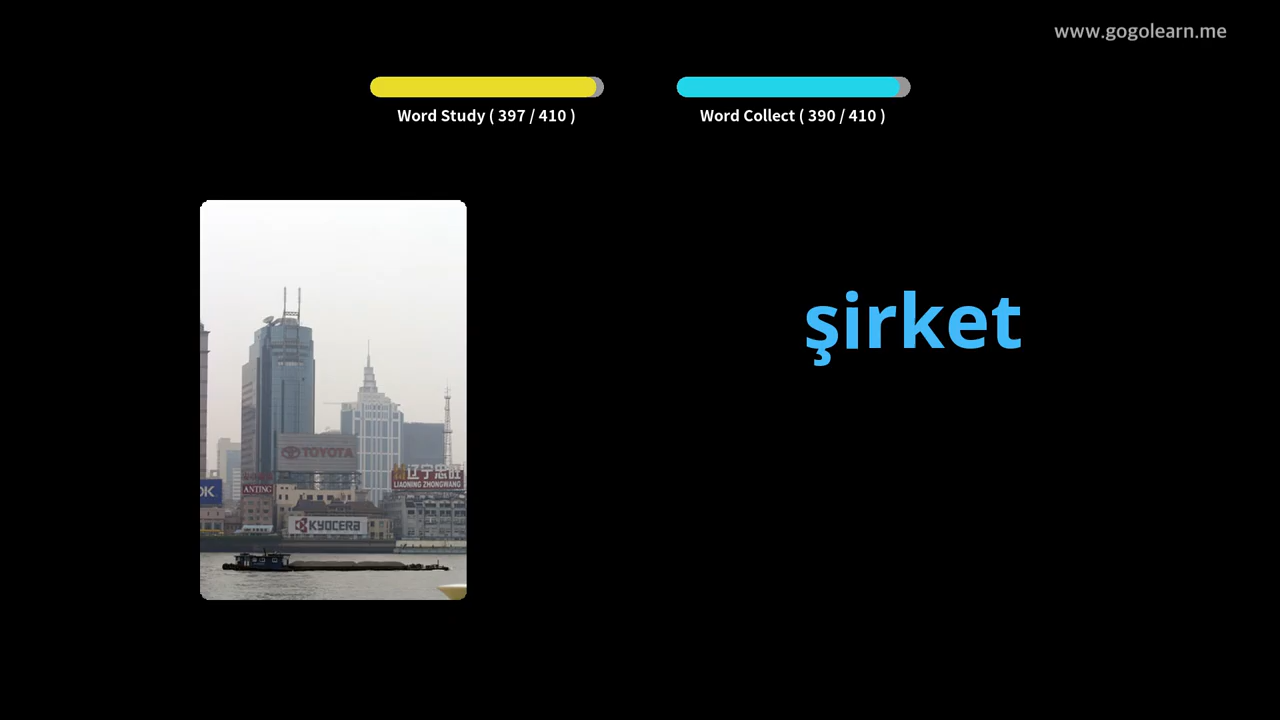 www.gogolearn.me
Word Study ( 397 / 410 )
Word Collect ( 390 / 410 )
şirket
TOYOTA
辽宁忠旺
LIAONING ZHONGWANG
OK
ANTING
KYOCERA